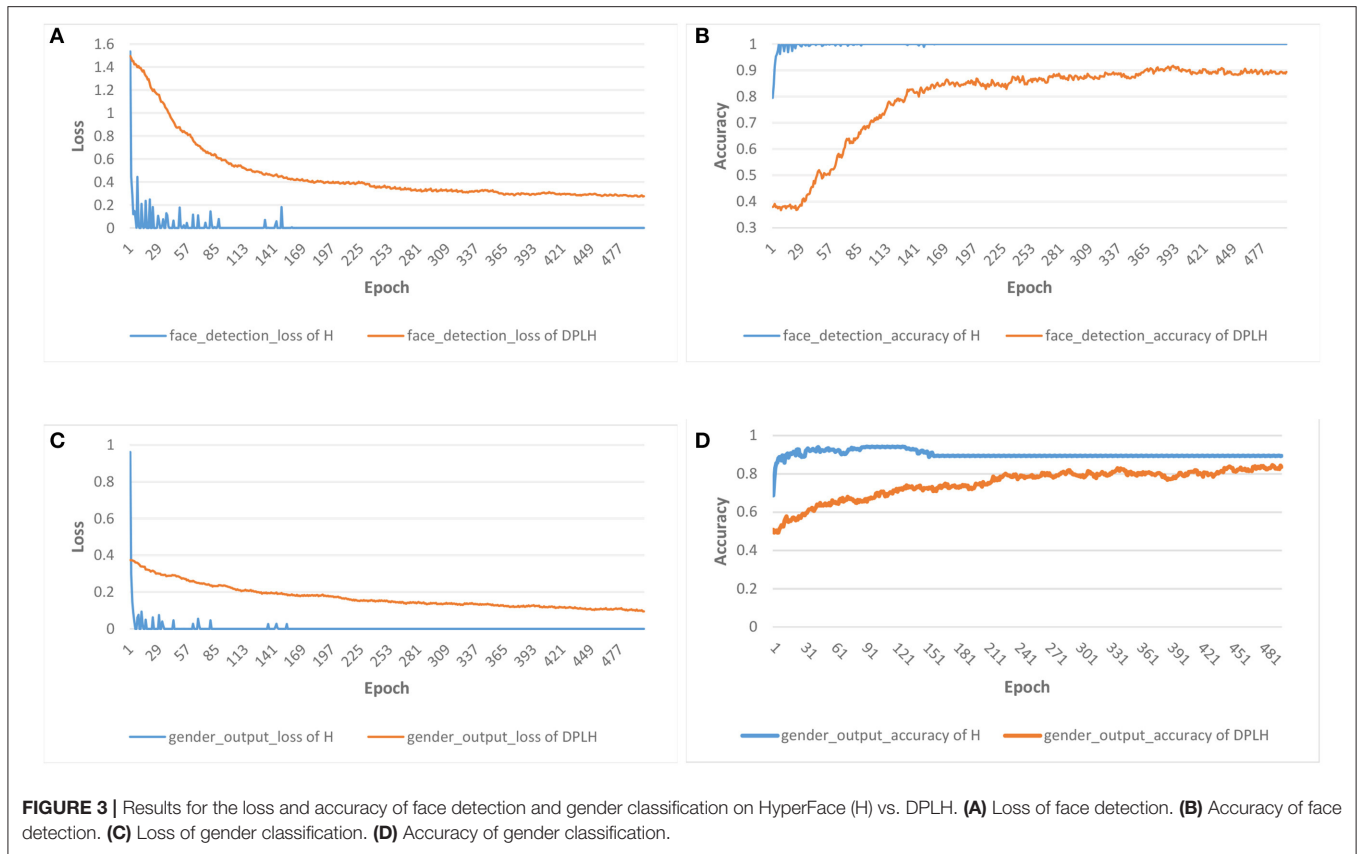 A
1.6
1.4
1.2
1
0.8
0.6
0.4
0.2
0
Loss
1 29 57 85 113 141 169 197 225 253 281 309 337 365 393 421 449 477
Epoch
face_detection_loss of H face_detection_loss of DPLH
B
1
0.9
0.8
0.7
0.6
0.5
0.4
0.3
Accuracy
1 29 57 85 113 141 169 197 225 253 281 309 337 365 393 421 449 477
Epoch
face_detection_accuracy of H face_detection_accuracy of DPLH
C
1
0.8
0.6
0.4
0.2
0
Loss
1 29 57 85 113 141 169 197 225 253 281 309 337 365 393 421 449 477
Epoch
gender_output_loss of H gender_output_loss of DPLH
D
1
0.8
0.6
0.4
0.2
0
Accuracy
1 31 61 91 121 151 181 211 241 271 301 331 361 391 421 451 481
Epoch
gender_output_accuracy of H gender_output_accuracy of DPLH
FIGURE 3 | Results for the loss and accuracy of face detection and gender classification on HyperFace (H) vs. DPLH. (A) Loss of face detection. (B) Accuracy of face
detection. (C) Loss of gender classification. (D) Accuracy of gender classification.